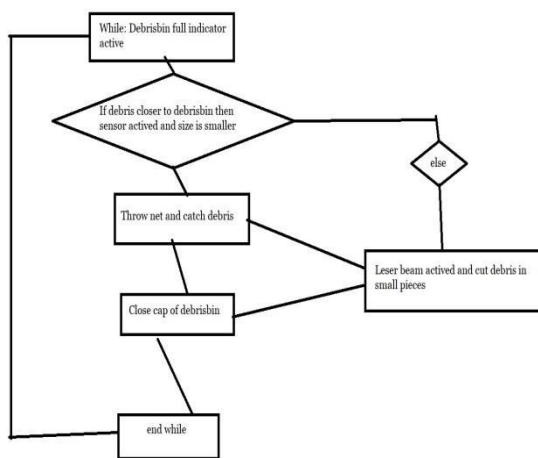 While: Debrisbin full indicator
active
If debris closer to debrisbin then
sensor actived and size is smaller
else
Throw net and catch debris
Leser beam actived and cut debris in
small pieces
Close cap of debrisbin
end while